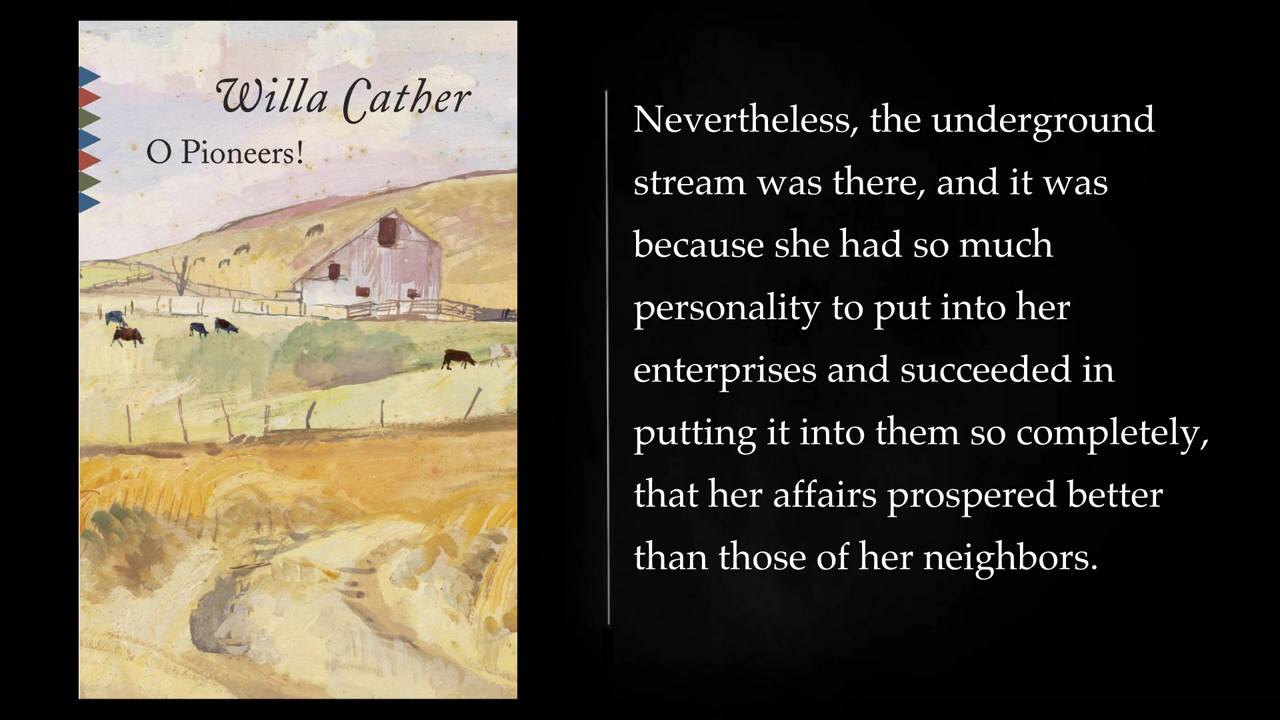 Willa Cather
O Pioneers!
Nevertheless, the underground
stream was there, and it was
because she had so much
personality to put into her
enterprises and succeeded in
putting it into them so completely,
that her affairs prospered better
than those of her neighbors.